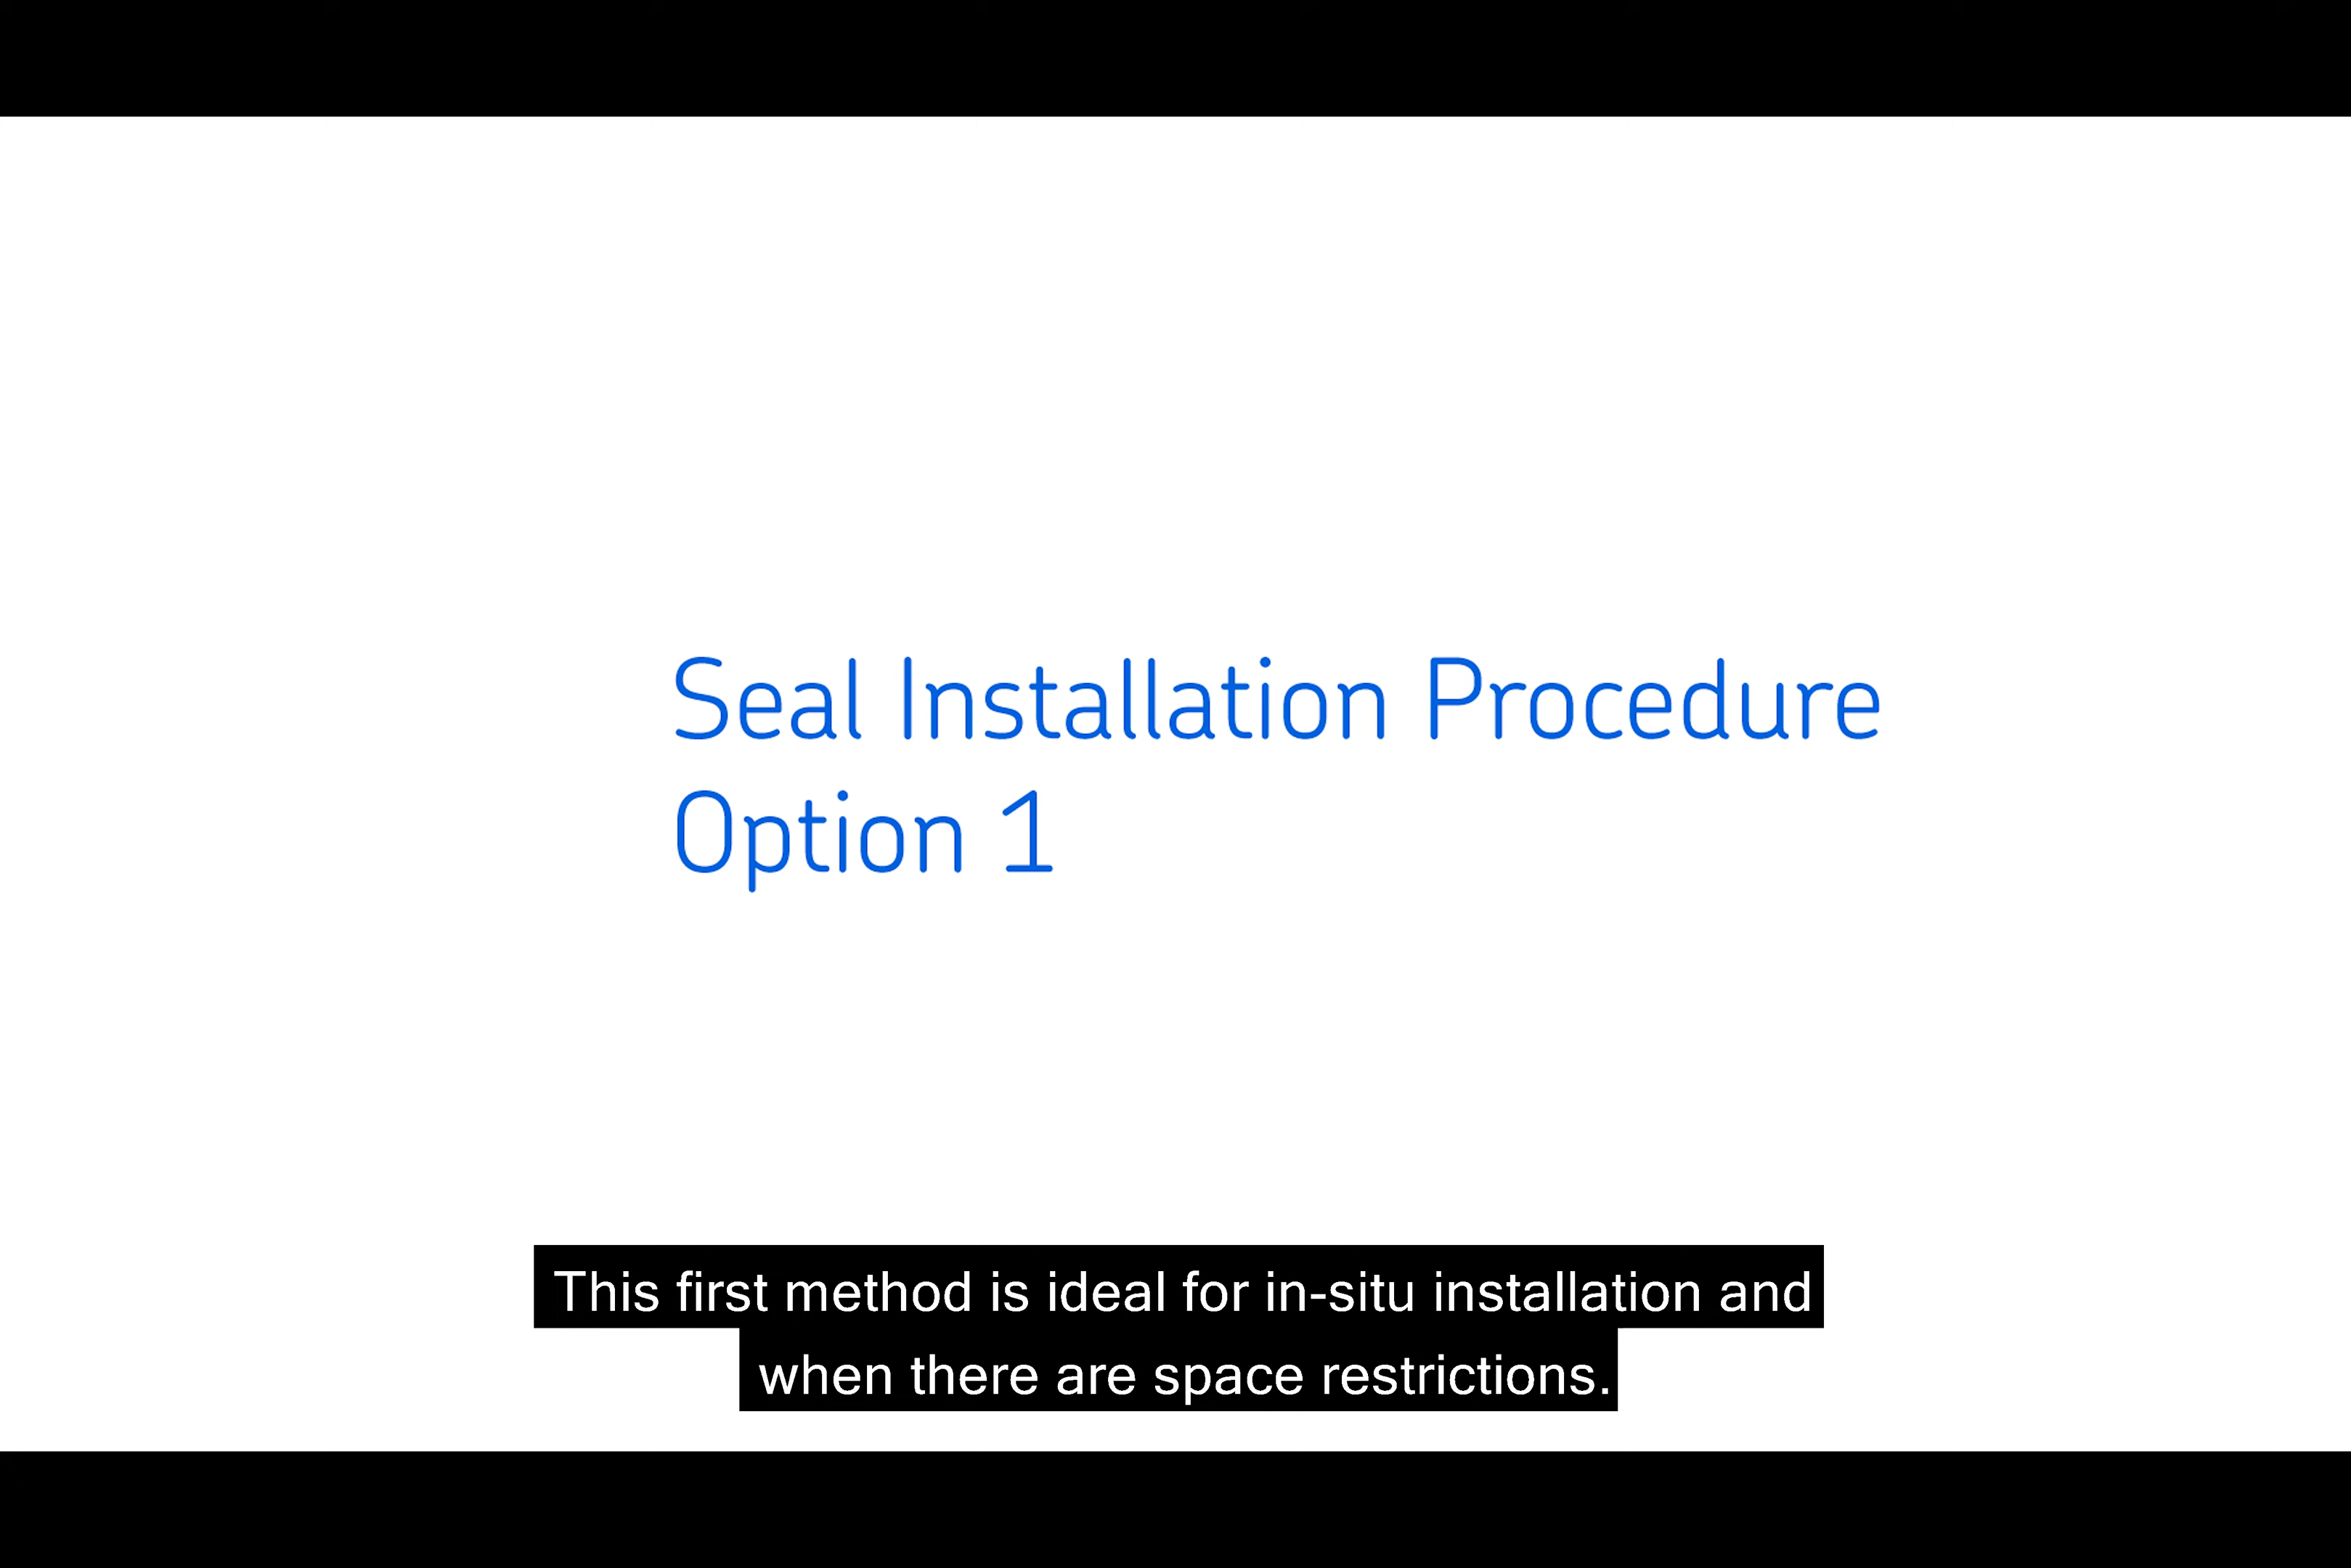 Seal Installation Procedure
Option 1
This first method is ideal for in-situ installation and
when there are space restrictions.